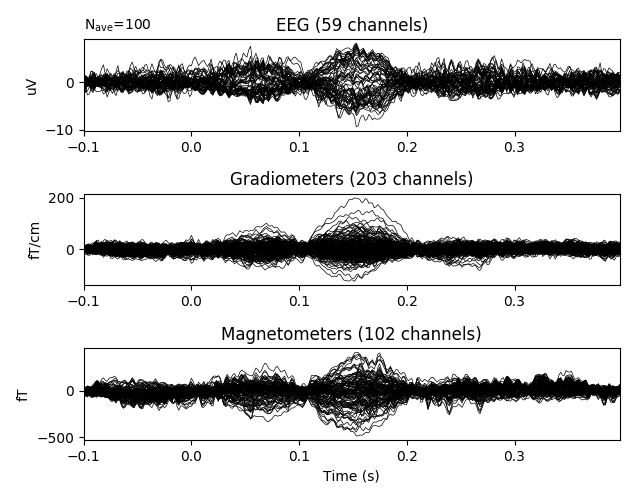 Nave=100
EEG (59 channels)
uV
0
−10
−0.1 0.0 0.1 0.2 0.3
Gradiometers (203 channels)
fT/cm
200
0
−0.1 0.0 0.1 0.2 0.3
Magnetometers (102 channels)
fT
0
−500
−0.1 0.0 0.1 0.2 0.3
Time (s)